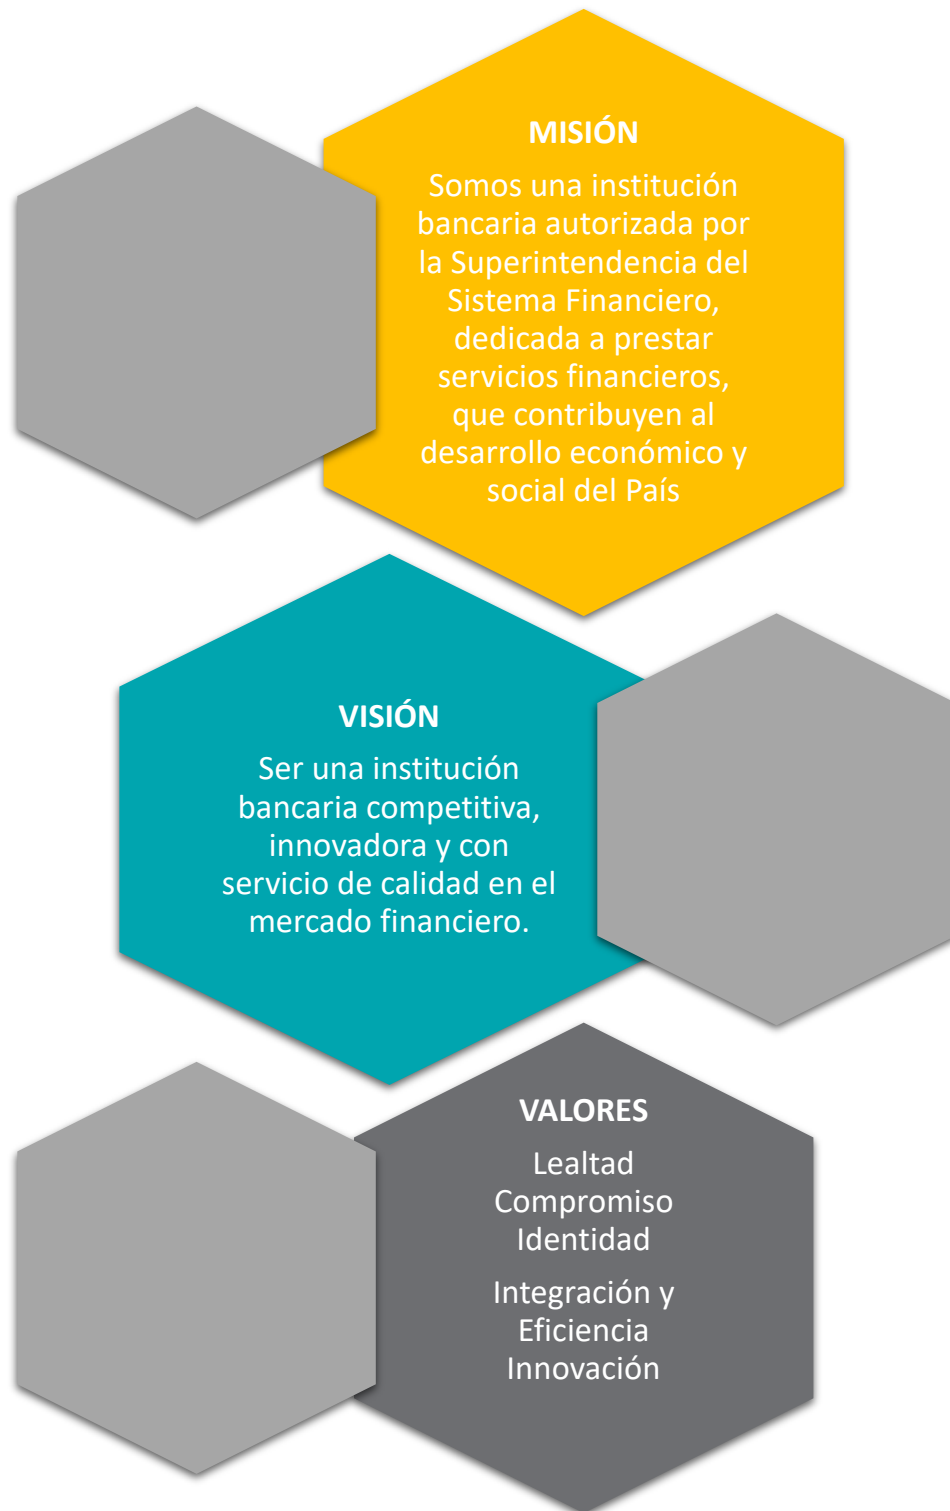 MISIÓN
Somos una institución
bancaria autorizada por
la Superintendencia del
Sistema Financiero,
dedicada a prestar
servicios financieros,
que contribuyen al
desarrollo económico y
social del País
VISIÓN
Ser una institución
bancaria competitiva,
innovadora y con
servicio de calidad en el
mercado financiero.
VALORES
Lealtad
Compromiso
Identidad
Integración y
Eficiencia
Innovación